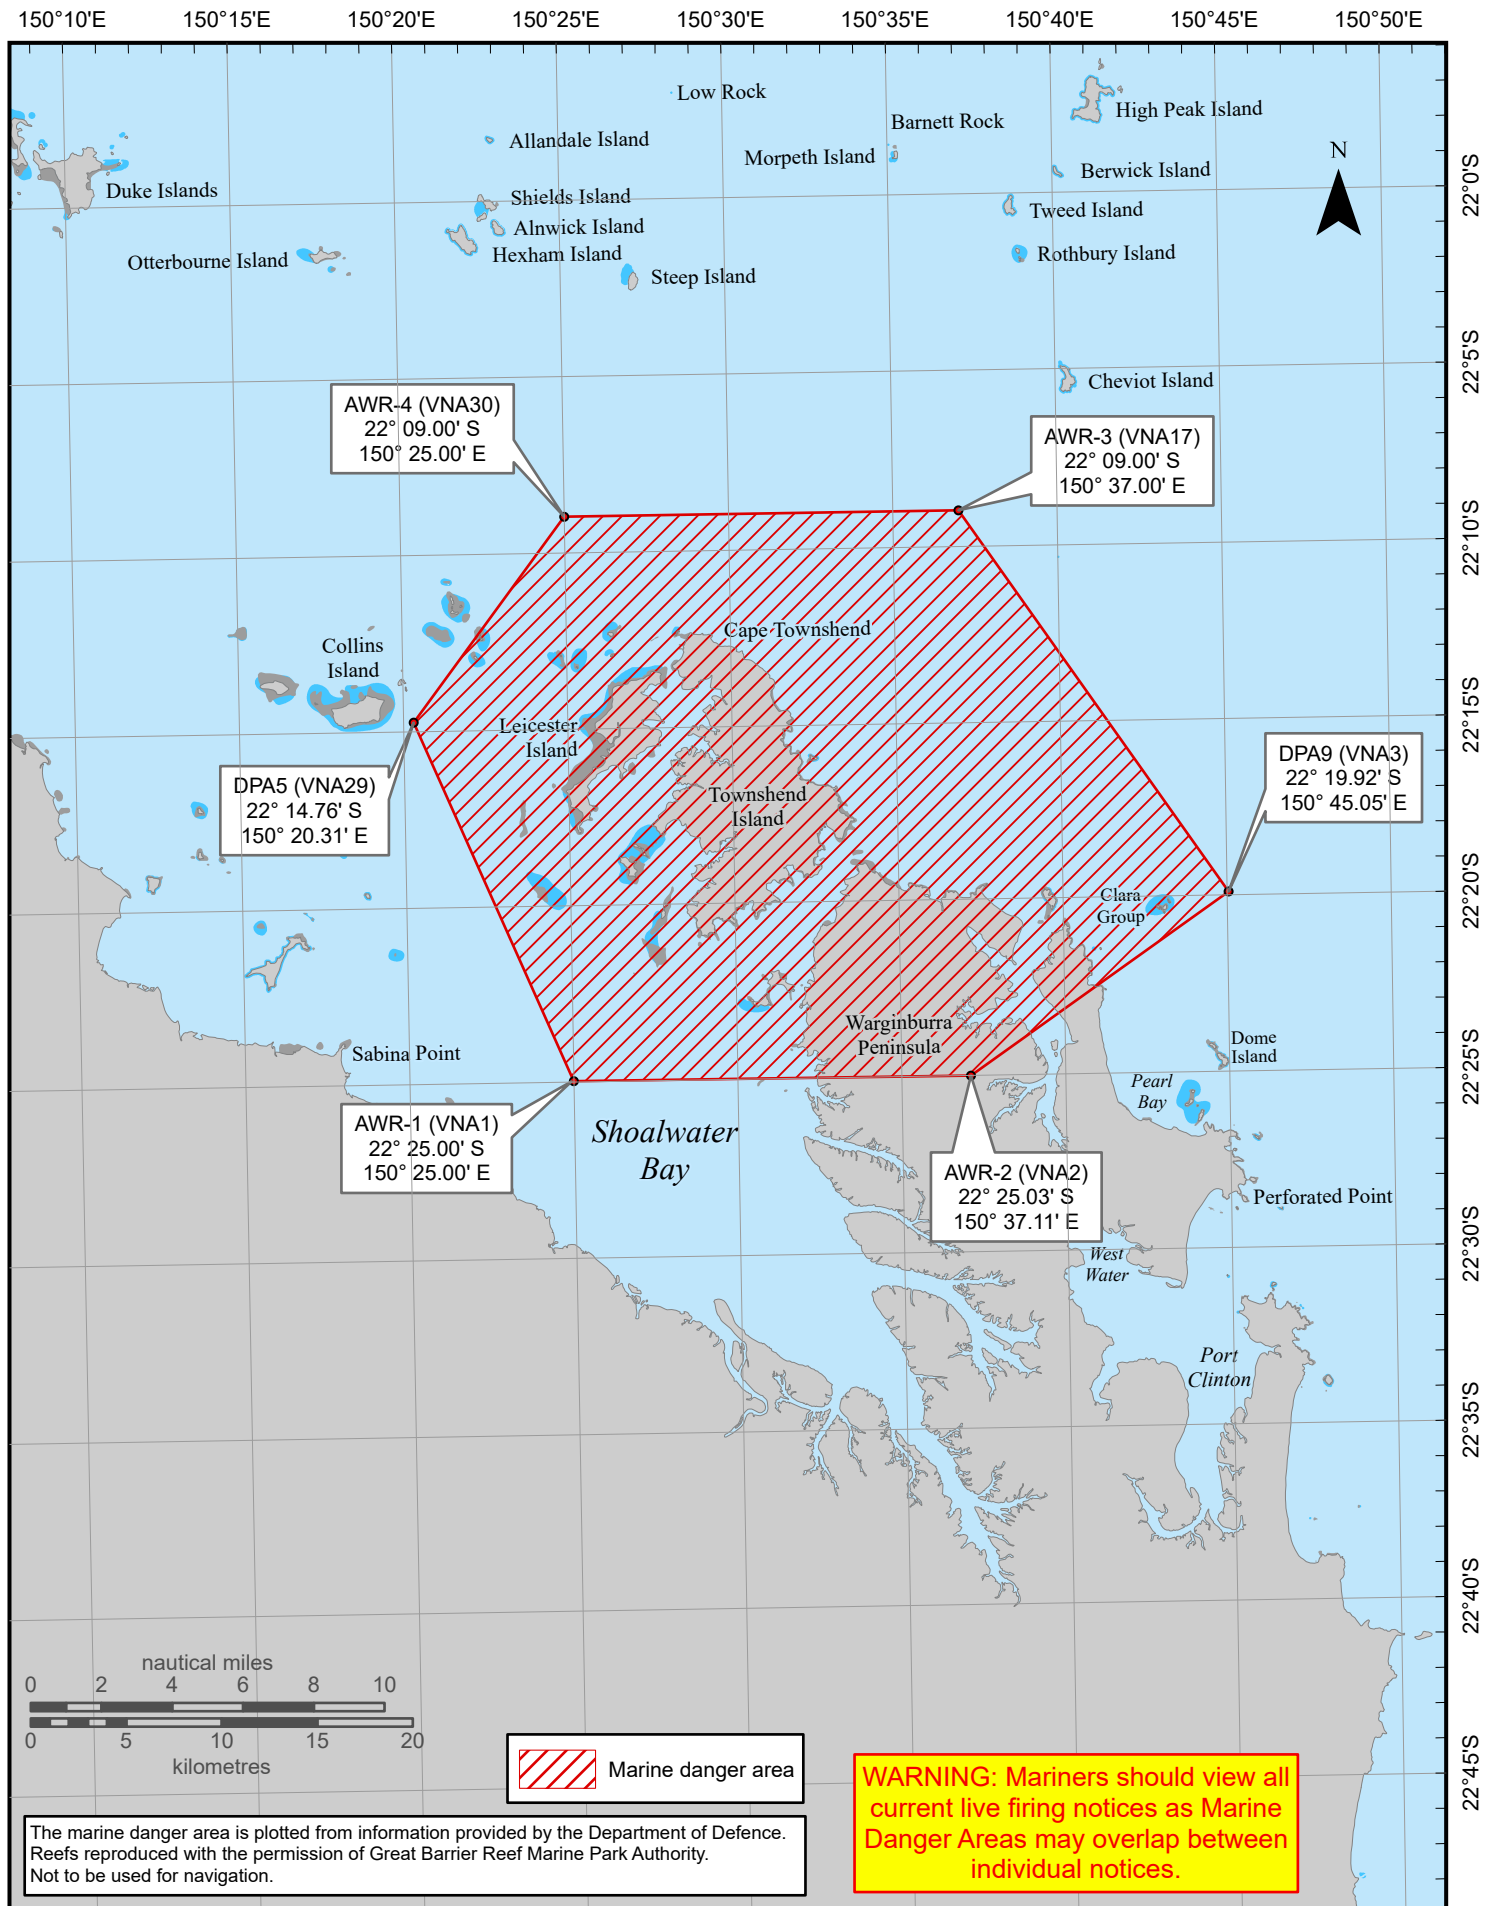 150°10'E 150°15'E 150°20'E 150°25'E 150°30'E 150°35'E 150°40'E 150°45'E 150°50'E
Low Rock
High Peak Island
Barnett Rock
Allandale Island
Morpeth Island
N
Berwick Island
Duke Islands
22°0'S
Shields Island
Tweed Island
Alnwick Island
Hexham Island
Rothbury Island
Otterbourne Island
Steep Island
22°5'S
Cheviot Island
AWR-4 (VNA30)
22° 09.00' S
150° 25.00' E
AWR-3 (VNA17)
22° 09.00' S
150° 37.00' E
22°10'S
Cape Townshend
Collins
Island
22°15'S
Leicester
Island
DPA5 (VNA29)
22° 14.76' S
150° 20.31' E
DPA9 (VNA3)
22° 19.92' S
150° 45.05' E
Townshend
Island
22°20'S
Clara
Group
Warginburra
Peninsula
Sabina Point
Dome
Island
22°25'S
Pearl
Bay
AWR-1 (VNA1)
22° 25.00' S
150° 25.00' E
Shoalwater
Bay
AWR-2 (VNA2)
22° 25.03' S
150° 37.11' E
Perforated Point
22°30'S
West
Water
Port
Clinton
22°35'S
22°40'S
nautical miles
0 2 4 6 8 10
0 5 10 15 20
kilometres
22°45'S
Marine danger area
WARNING: Mariners should view all
current live firing notices as Marine
Danger Areas may overlap between
individual notices.
The marine danger area is plotted from information provided by the Department of Defence.
Reefs reproduced with the permission of Great Barrier Reef Marine Park Authority.
Not to be used for navigation.